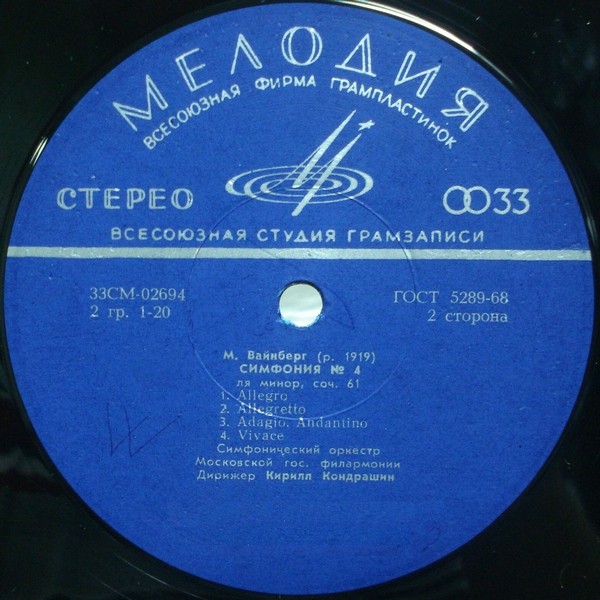 МЕЛОДИЯ
ВСЕСОЮЗНАЯ ФИРМА ГРАМПЛАСТИНОК
СТЕРЕО
33
ВСЕСОЮЗНАЯ СТУДИЯ ГРАМЗАПИСИ
33СМ-02694
ГОСТ 5289-68
2 гр. 1-20
2 сторона
М. Вайнберг (р. 1919)
СИМФОНИЯ № 4
ля минор, соч. 61
1. Allegro
2. Allegretto
3. Adagio. Andantino
4. Vivace
Симфонический оркестр
Московской гос. филармонии
Дирижер Кирилл Кондрашин